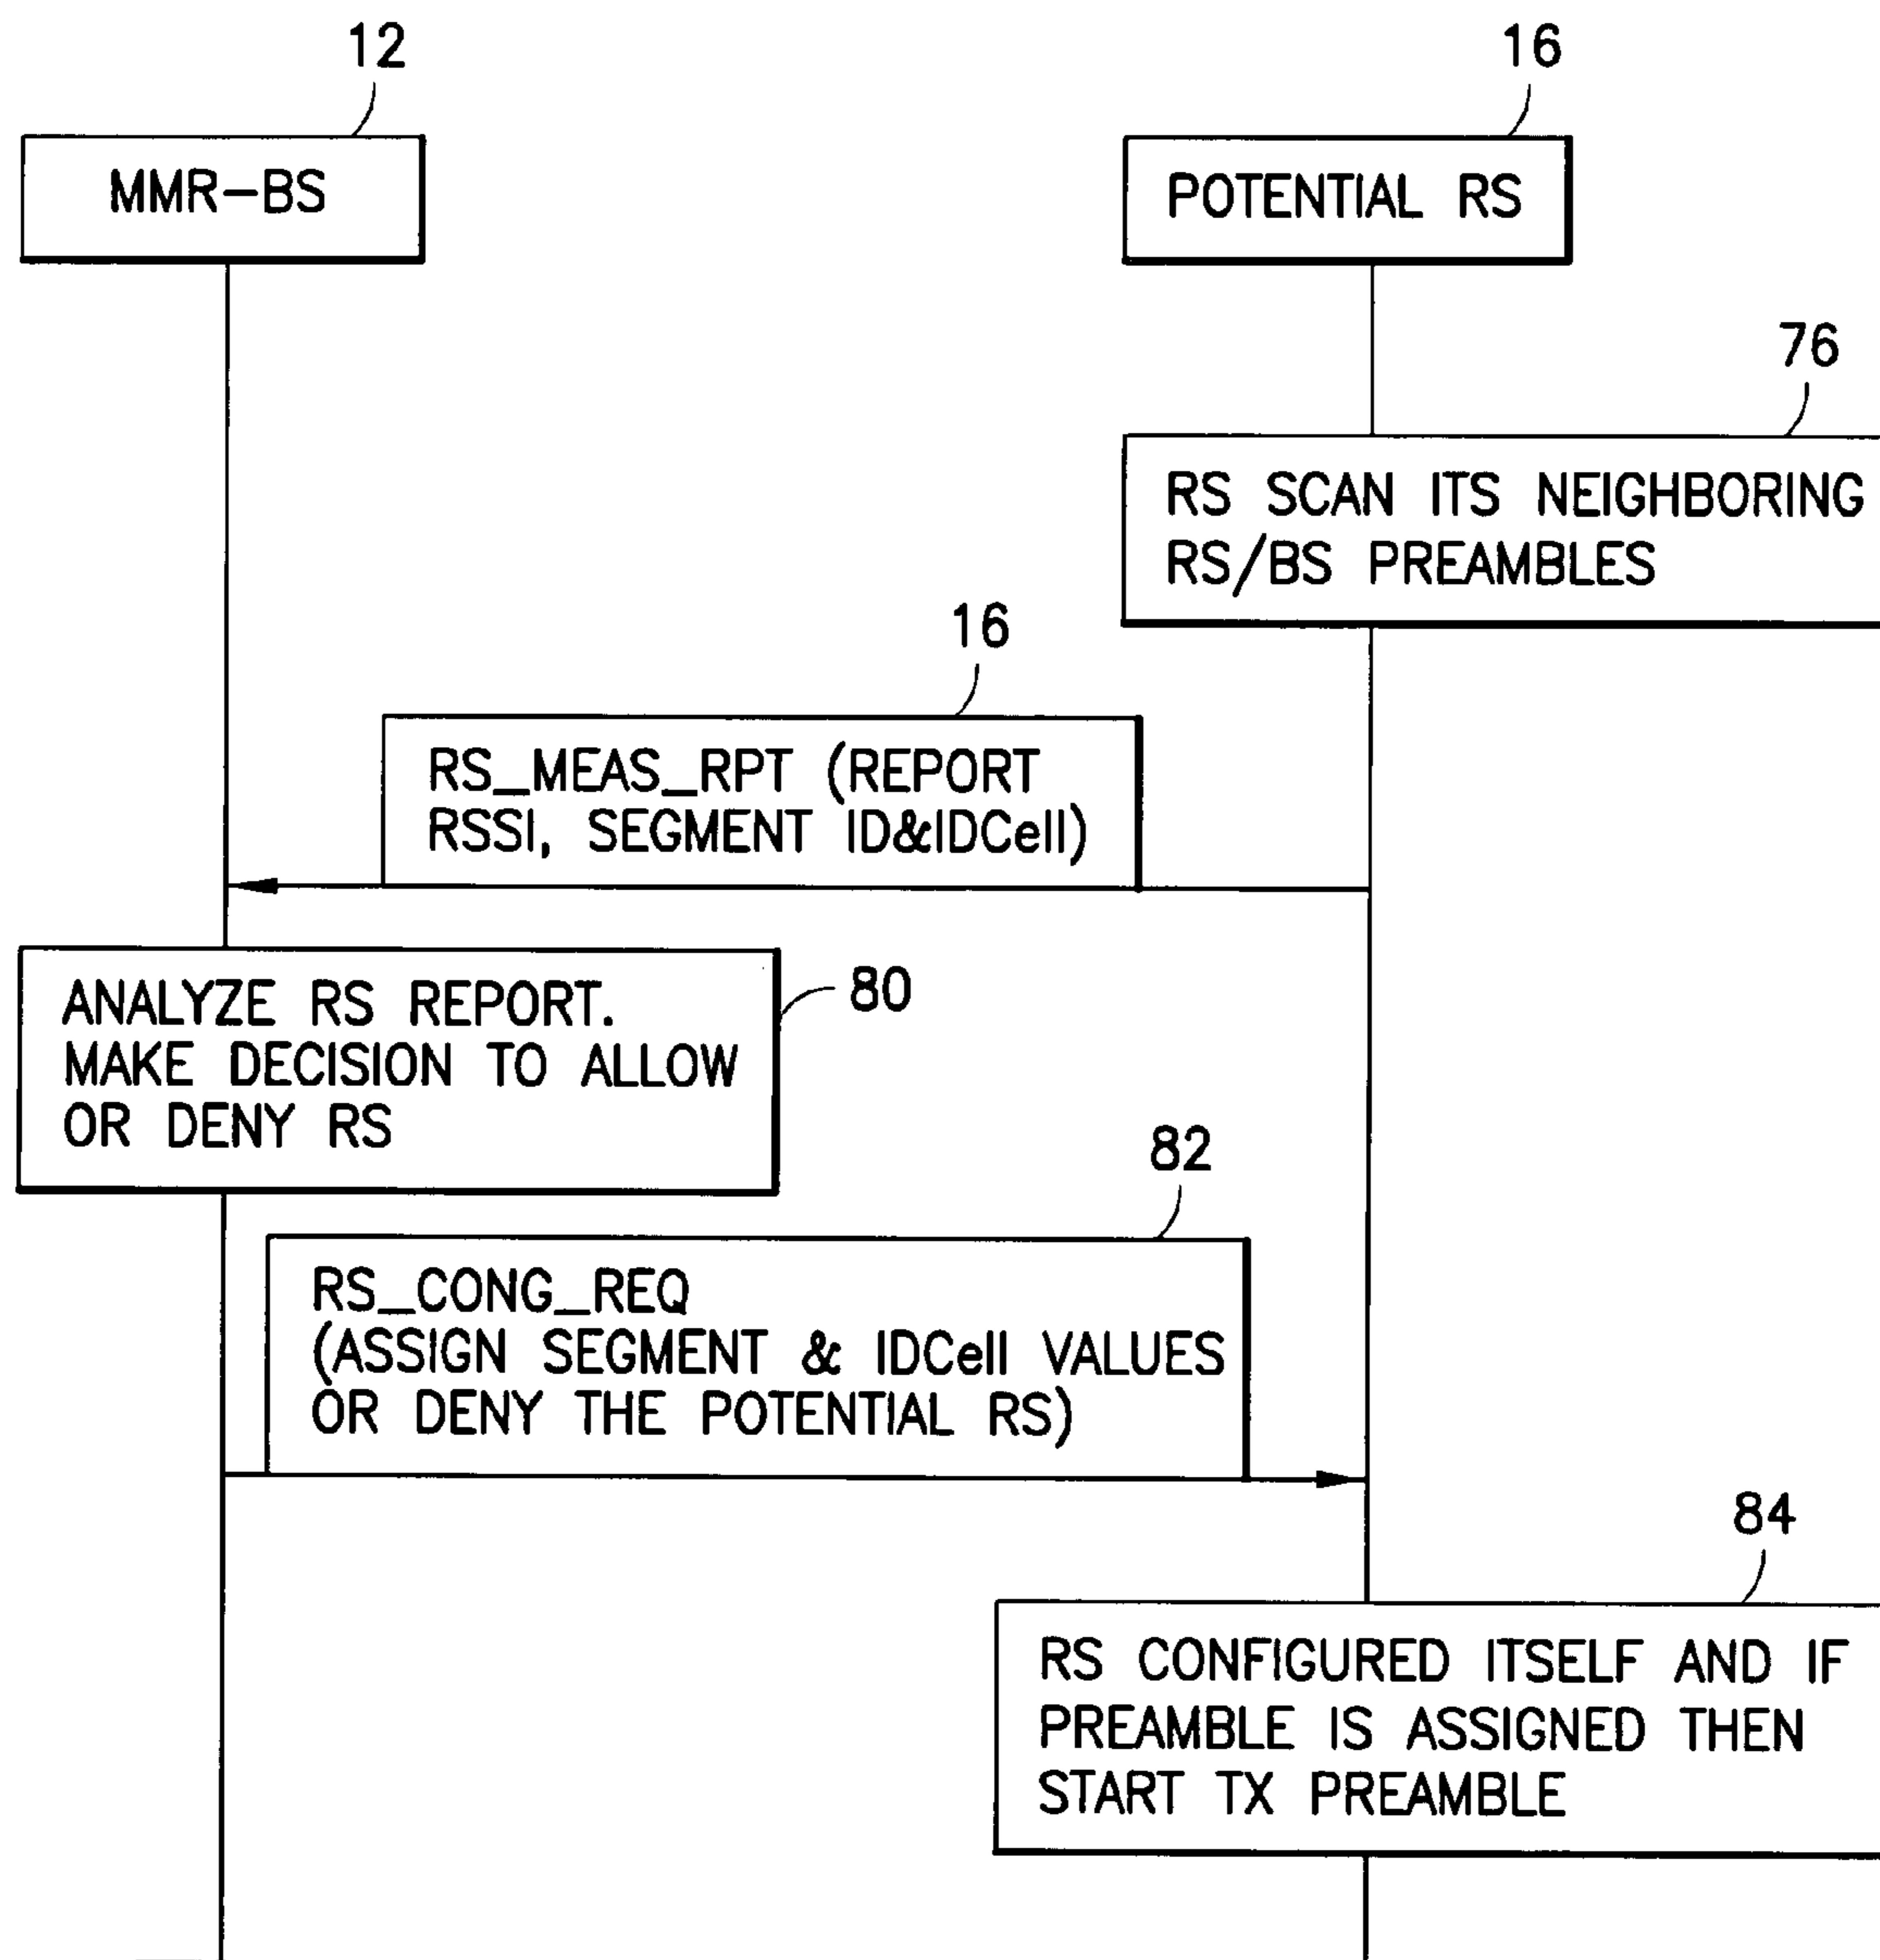 12
MMR-BS
16
POTENTIAL RS
76
RS SCAN ITS NEIGHBORING
RS/BS PREAMBLES
16
RS_MEAS_RPT (REPORT
RSSI, SEGMENT ID&IDCell)
80
ANALYZE RS REPORT.
MAKE DECISION TO ALLOW
OR DENY RS
82
RS_CONG_REQ
(ASSIGN SEGMENT & IDCell VALUES
OR DENY THE POTENTIAL RS)
84
RS CONFIGURED ITSELF AND IF
PREAMBLE IS ASSIGNED THEN
START TX PREAMBLE